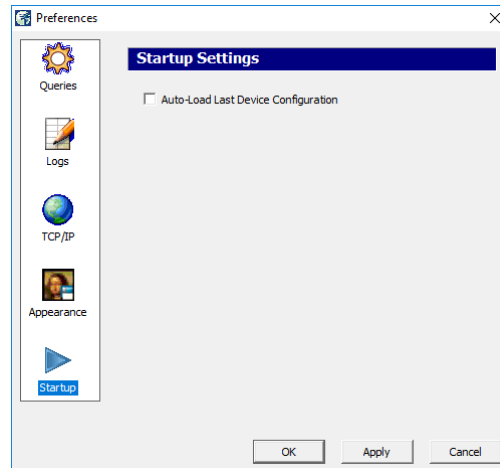 Preferences
Queries
Logs
TCP/IP
Appearance
Startup
Startup Settings
Auto-Load Last Device Configuration
OK
Apply
Cancel